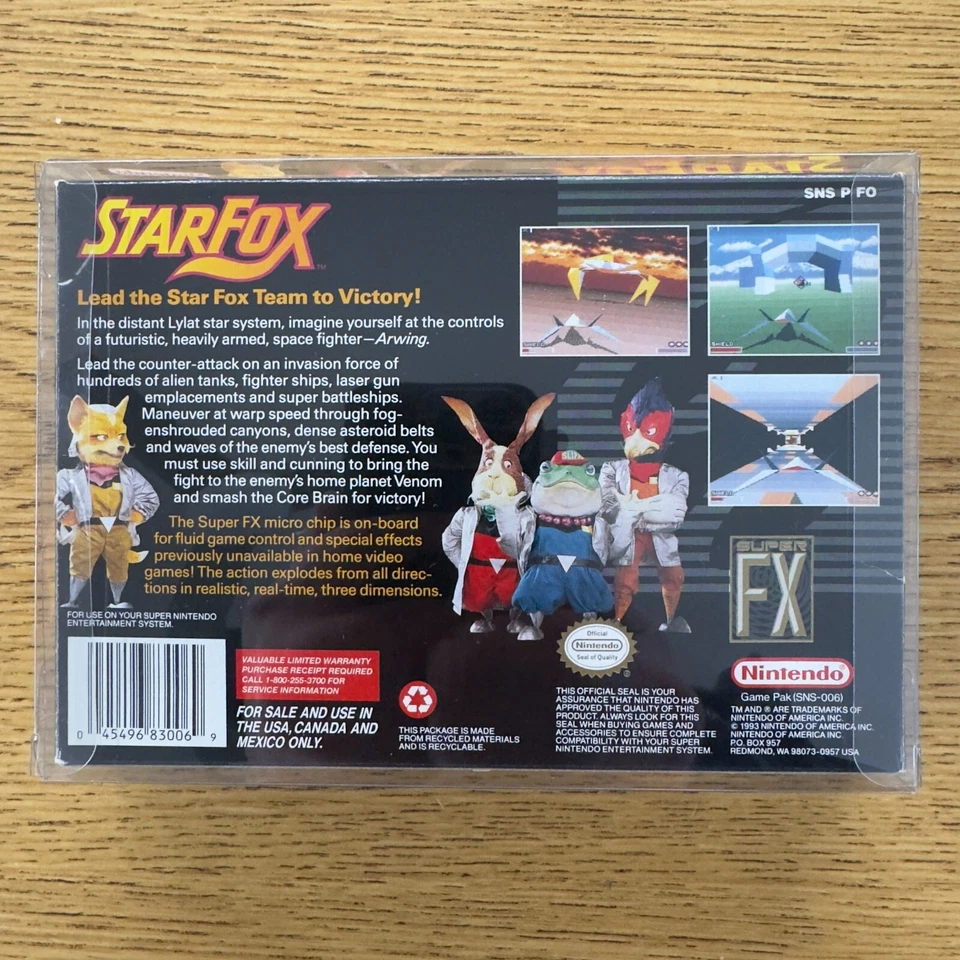 SNS P FO
STARFOX
TM
Lead the Star Fox Team to Victory!
In the distant Lylat star system, imagine yourself at the controls
of a futuristic, heavily armed, space fighter—Arwing.
Lead the counter-attack on an invasion force of
hundreds of alien tanks, fighter ships, laser gun
emplacements and super battleships.
Maneuver at warp speed through fog-
enshrouded canyons, dense asteroid belts
and waves of the enemy's best defense. You
must use skill and cunning to bring the
fight to the enemy's home planet Venom
and smash the Core Brain for victory!
The Super FX micro chip is on-board
for fluid game control and special effects
previously unavailable in home video
games! The action explodes from all direc-
tions in realistic, real-time, three dimensions.
FOR USE ON YOUR SUPER NINTENDO
ENTERTAINMENT SYSTEM.
0 45496 83006 9
VALUABLE LIMITED WARRANTY
PURCHASE RECEIPT REQUIRED
CALL 1-800-255-3700 FOR
SERVICE INFORMATION
FOR SALE AND USE IN
THE USA, CANADA AND
MEXICO ONLY.
THIS PACKAGE IS MADE
FROM RECYCLED MATERIALS
AND IS RECYCLABLE.
SHIELD
SHIELD
SHIELD
SLIP
Official
Nintendo
Seal of Quality
®
THIS OFFICIAL SEAL IS YOUR
ASSURANCE THAT NINTENDO HAS
APPROVED THE QUALITY OF THIS
PRODUCT. ALWAYS LOOK FOR THIS
SEAL WHEN BUYING GAMES AND
ACCESSORIES TO ENSURE COMPLETE
COMPATIBILITY WITH YOUR SUPER
NINTENDO ENTERTAINMENT SYSTEM.
SUPER
FX
Nintendo
Game Pak (SNS-006)
TM AND ® ARE TRADEMARKS OF
NINTENDO OF AMERICA INC.
© 1993 NINTENDO OF AMERICA INC.
NINTENDO OF AMERICA INC.
P.O. BOX 957
REDMOND, WA 98073-0957 USA